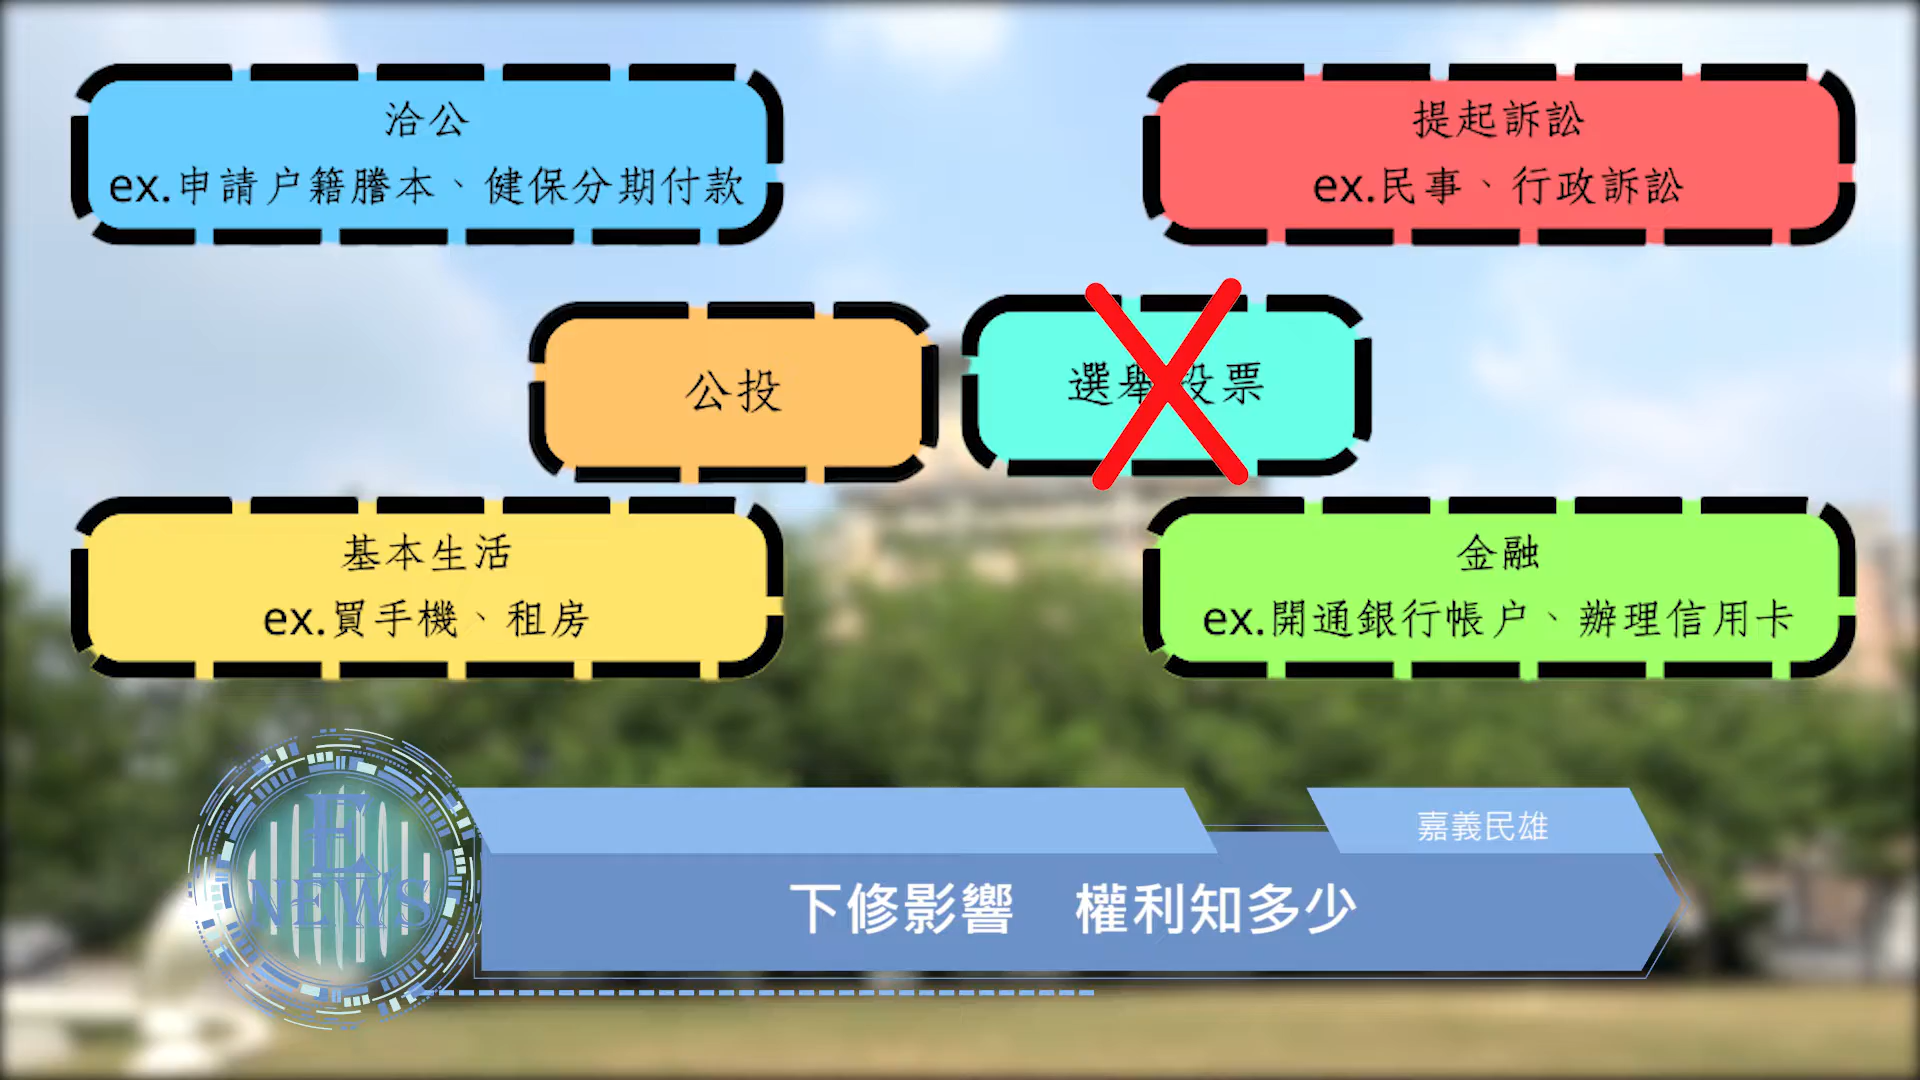 洽公
ex.申請户籍謄本、健保分期付款
提起訴訟
ex.民事、行政訴訟
公投
選舉投票
基本生活
ex.買手機、租房
金融
ex.開通銀行帳户、辦理信用卡
嘉義民雄
下修影響 權利知多少
E
NEWS